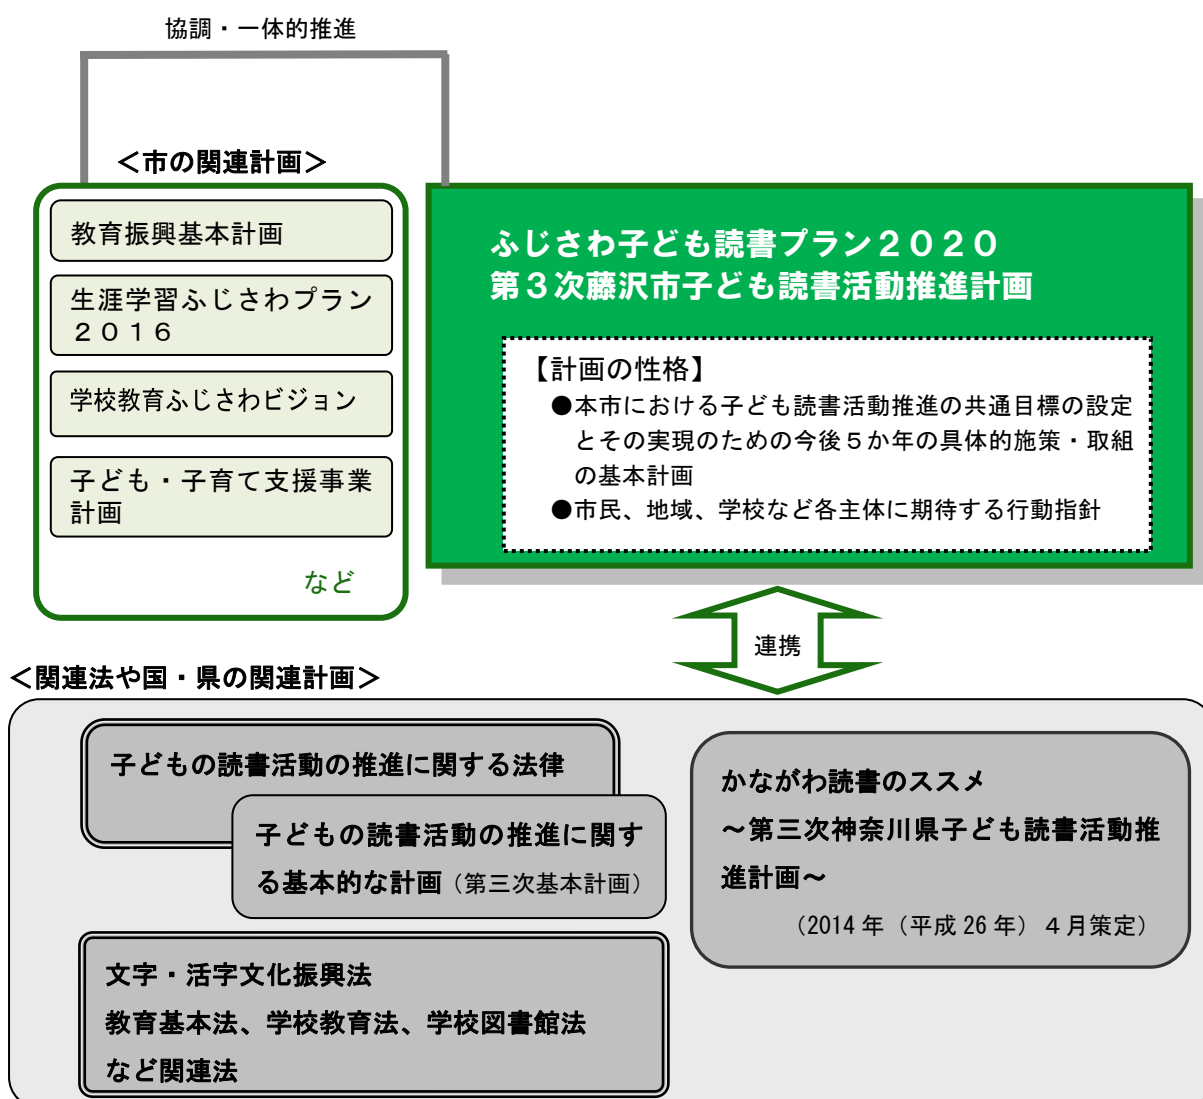 協調・一体的推進
＜市の関連計画＞
教育振興基本計画
生涯学習ふじさわプラン
２０１６
学校教育ふじさわビジョン
子ども・子育て支援事業
計画
など
ふじさわ子ども読書プラン２０２０
第３次藤沢市子ども読書活動推進計画
【計画の性格】
●本市における子ども読書活動推進の共通目標の設定
とその実現のための今後５か年の具体的施策・取組
の基本計画
●市民、地域、学校など各主体に期待する行動指針
連携
＜関連法や国・県の関連計画＞
子どもの読書活動の推進に関する法律
子どもの読書活動の推進に関す
る基本的な計画（第三次基本計画）
文字・活字文化振興法
教育基本法、学校教育法、学校図書館法
など関連法
かながわ読書のススメ
～第三次神奈川県子ども読書活動推
進計画～
（2014 年（平成 26 年）４月策定）